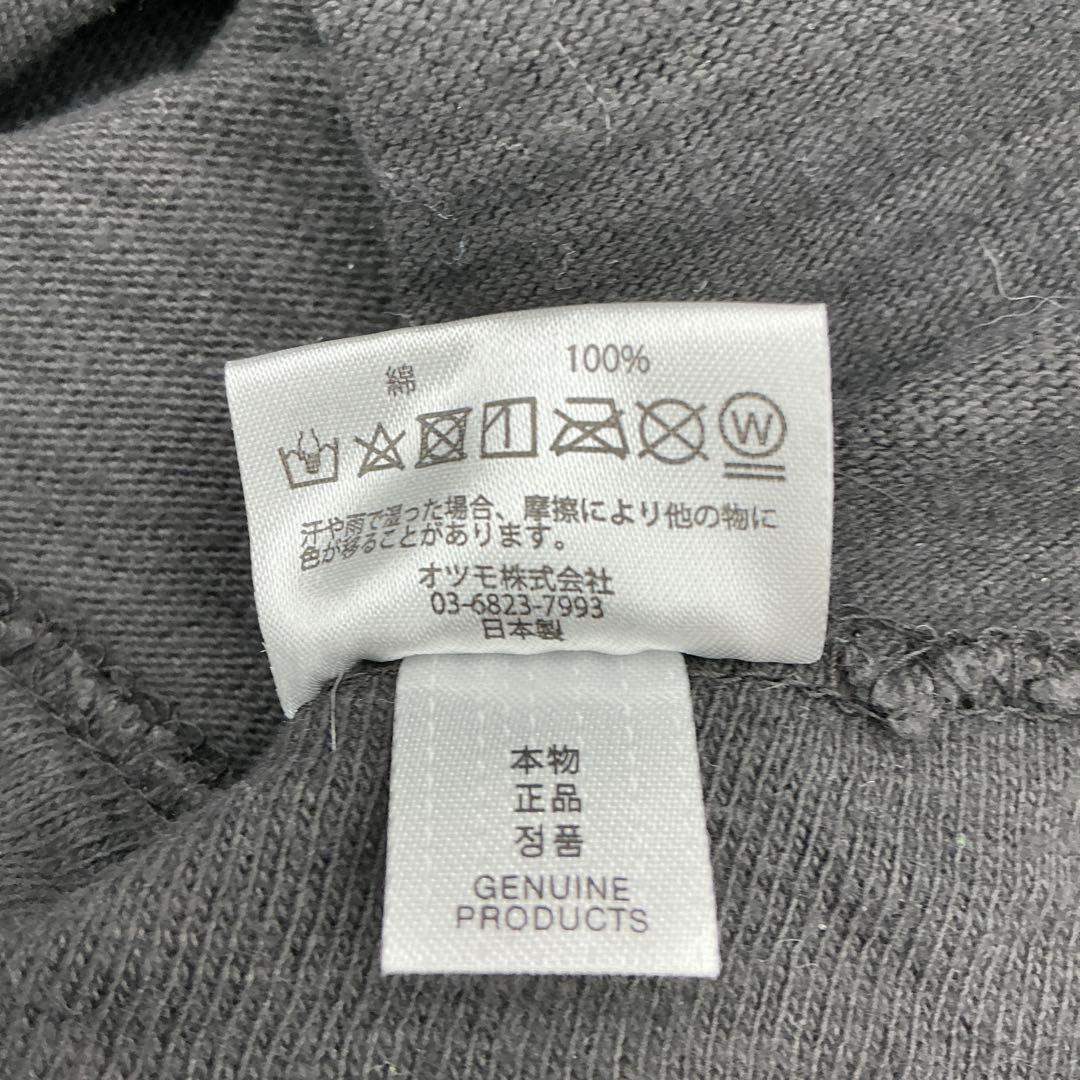 綿 100%
W
汗や雨で湿った場合、摩擦により他の物に
色が移ることがあります。
オツモ株式会社
03-6823-7993
日本製
本物
正品
정품
GENUINE
PRODUCTS